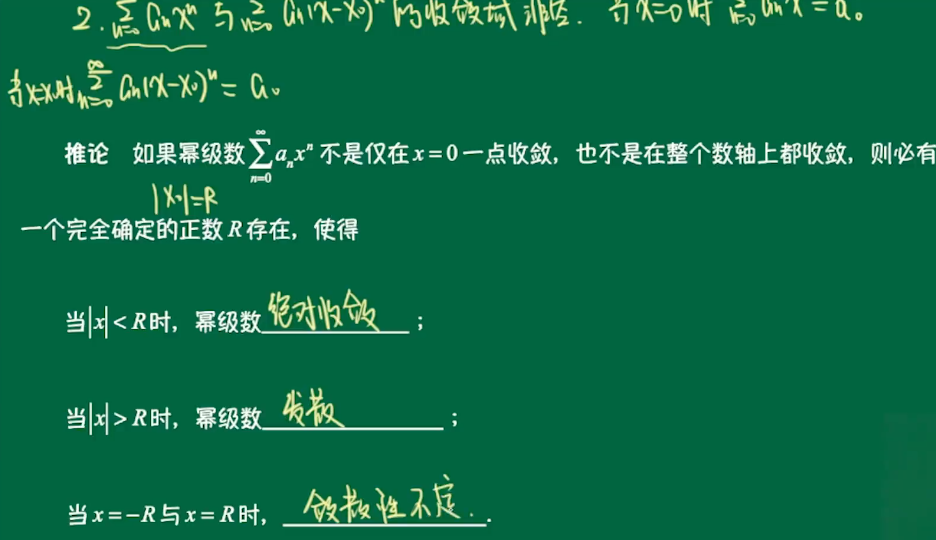 2. $\sum_{n=0}^{\infty} a_n x^n$ 与 $\sum_{n=0}^{\infty} a_n(x-x_0)^n$ 的收敛域非空. 当 $x=0$ 时 $\sum_{n=0}^{\infty} a_n x^n = a_0$
当 $x=x_0$ 时 $\sum_{n=0}^{\infty} a_n(x-x_0)^n = a_0$
推论 如果幂级数 $\sum_{n=0}^{\infty} a_n x^n$ 不是仅在 $x=0$ 一点收敛，也不是在整个数轴上都收敛，则必有
$|x_0|=R$
一个完全确定的正数 $R$ 存在，使得
当 $|x|<R$ 时，幂级数 绝对收敛 ；
当 $|x|>R$ 时，幂级数 发散 ；
当 $x=-R$ 与 $x=R$ 时， 敛散性不定 .